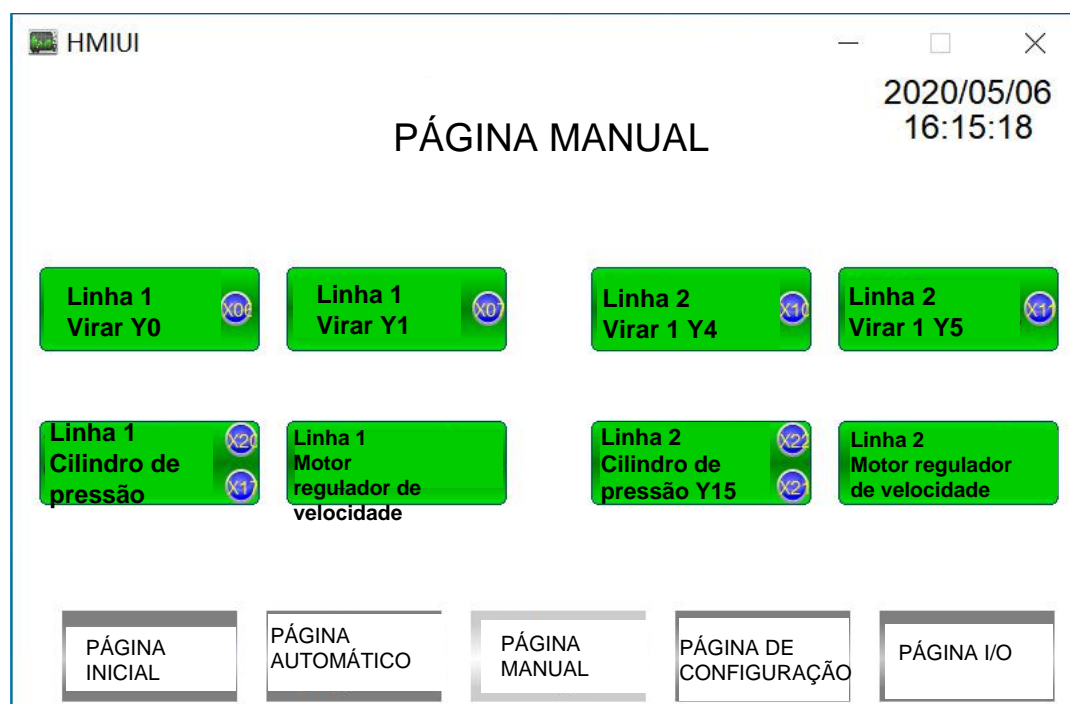 HMIUI
2020/05/06
16:15:18
PÁGINA MANUAL
Linha 1
Virar Y0
X06
Linha 1
Virar Y1
X07
Linha 2
Virar 1 Y4
X10
Linha 2
Virar 1 Y5
X11
Linha 1
Cilindro de
pressão
X20
X17
Linha 1
Motor
regulador de
velocidade
Linha 2
Cilindro de
pressão Y15
X22
X21
Linha 2
Motor regulador
de velocidade
PÁGINA
INICIAL
PÁGINA
AUTOMÁTICO
PÁGINA
MANUAL
PÁGINA DE
CONFIGURAÇÃO
PÁGINA I/O